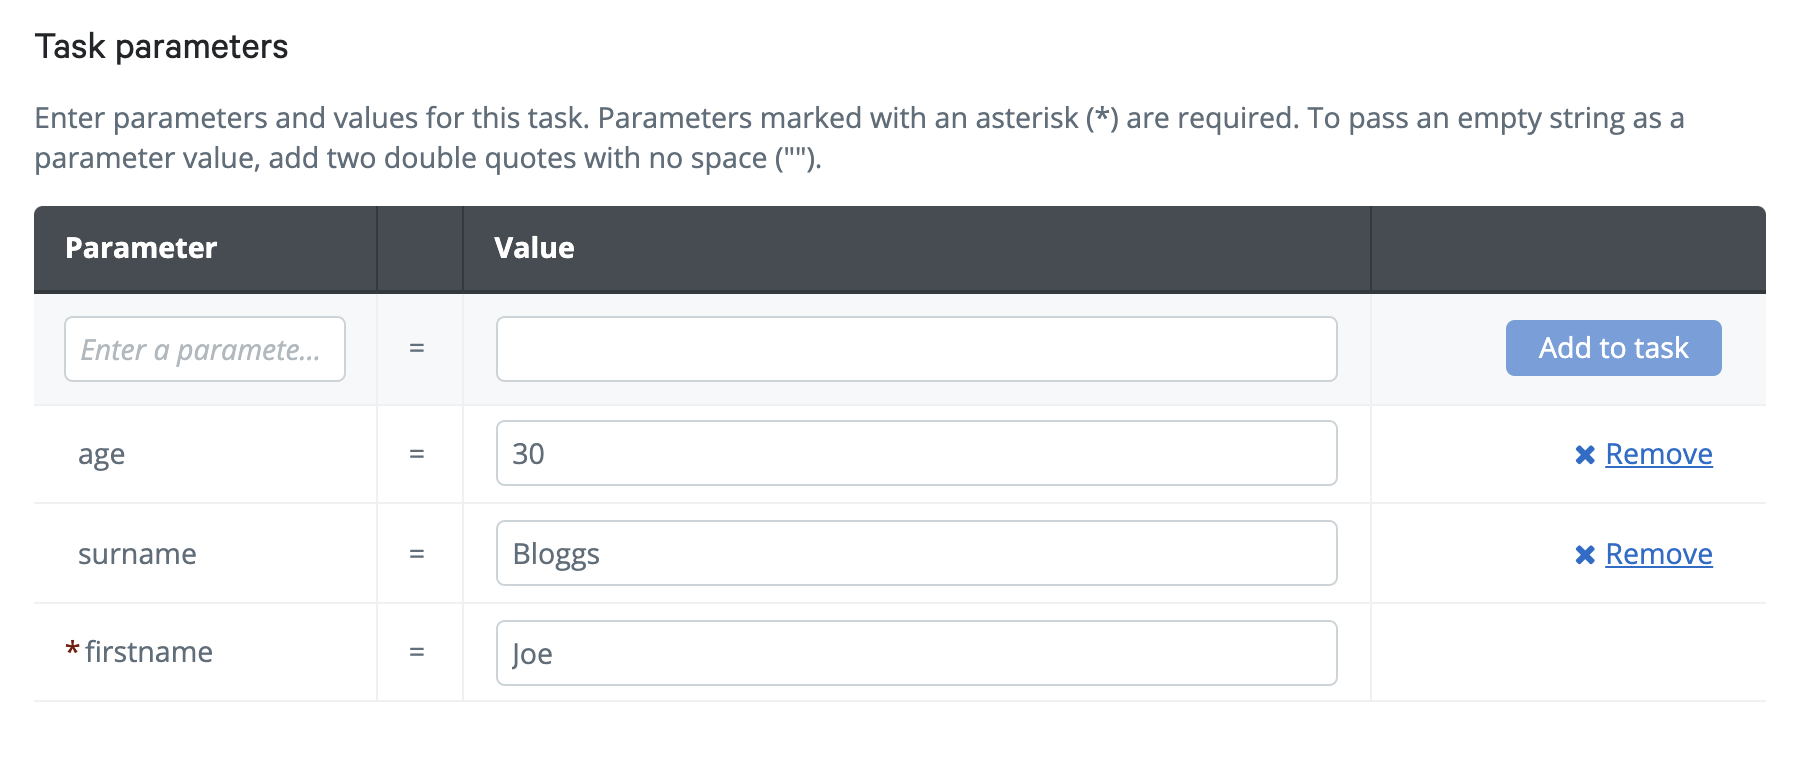 Task parameters
Enter parameters and values for this task. Parameters marked with an asterisk (*) are required. To pass an empty string as a
parameter value, add two double quotes with no space ("").
Parameter Value
Enter a paramete... = Add to task
age = 30 ✖ Remove
surname = Bloggs ✖ Remove
* firstname = Joe